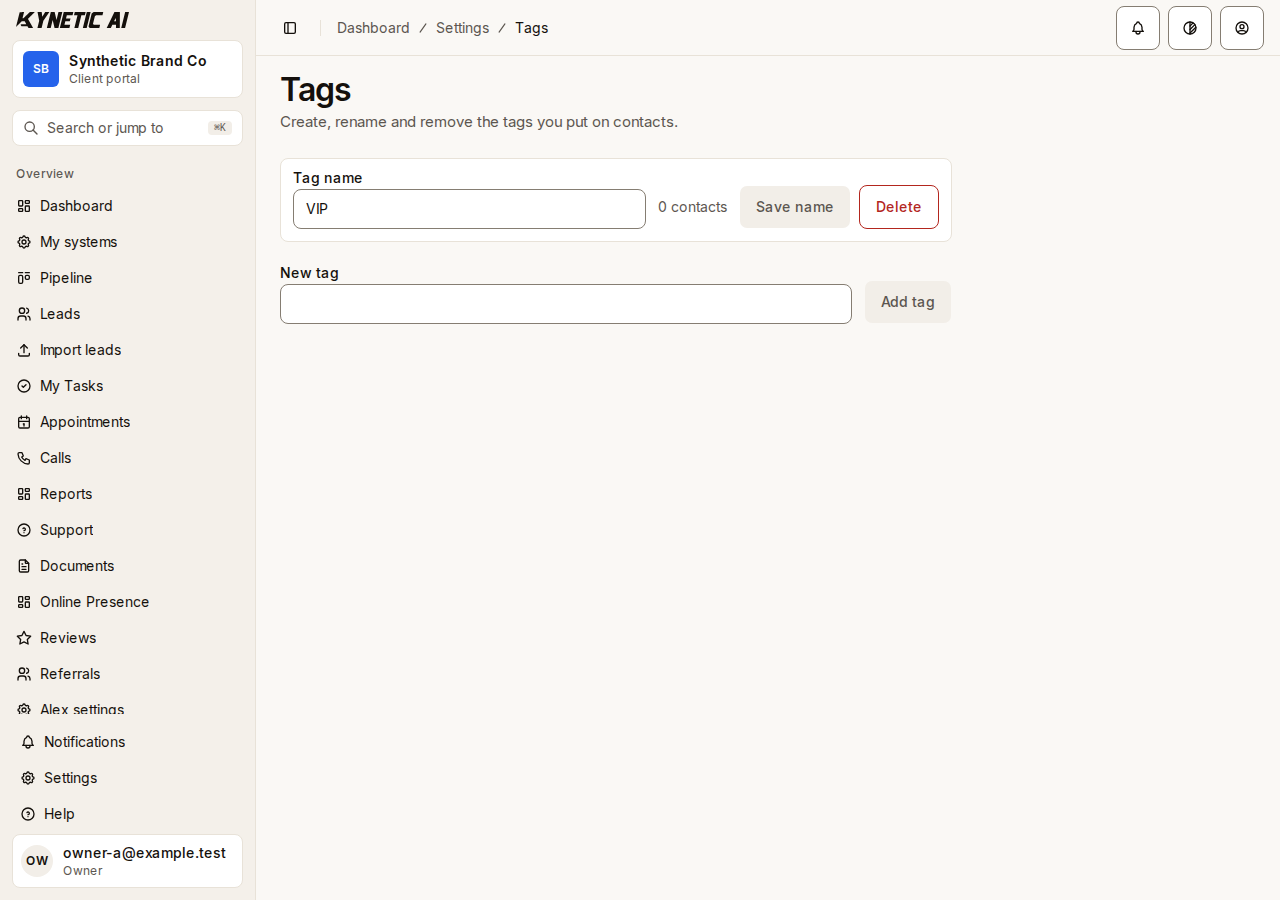 KYNETIC AI
SB
Synthetic Brand Co
Client portal
Search or jump to
⌘K
Overview
Dashboard
My systems
Pipeline
Leads
Import leads
My Tasks
Appointments
Calls
Reports
Support
Documents
Online Presence
Reviews
Referrals
Alex settings
Notifications
Settings
Help
OW
owner-a@example.test
Owner
Dashboard / Settings / Tags
Tags
Create, rename and remove the tags you put on contacts.
Tag name
VIP
0 contacts
Save name
Delete
New tag
Add tag